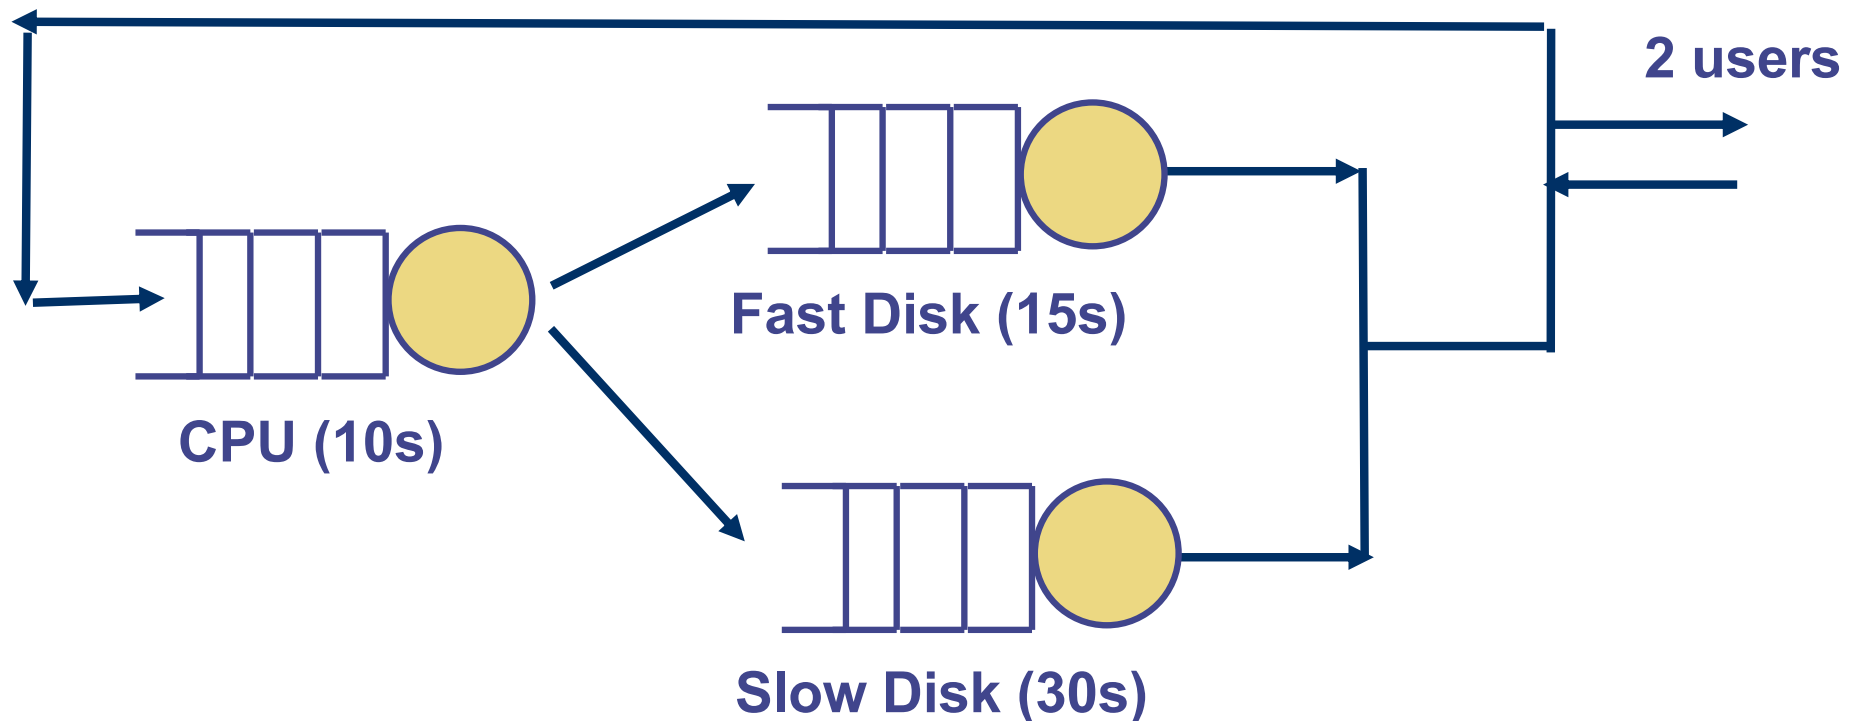 2 users
Fast Disk (15s)
CPU (10s)
Slow Disk (30s)